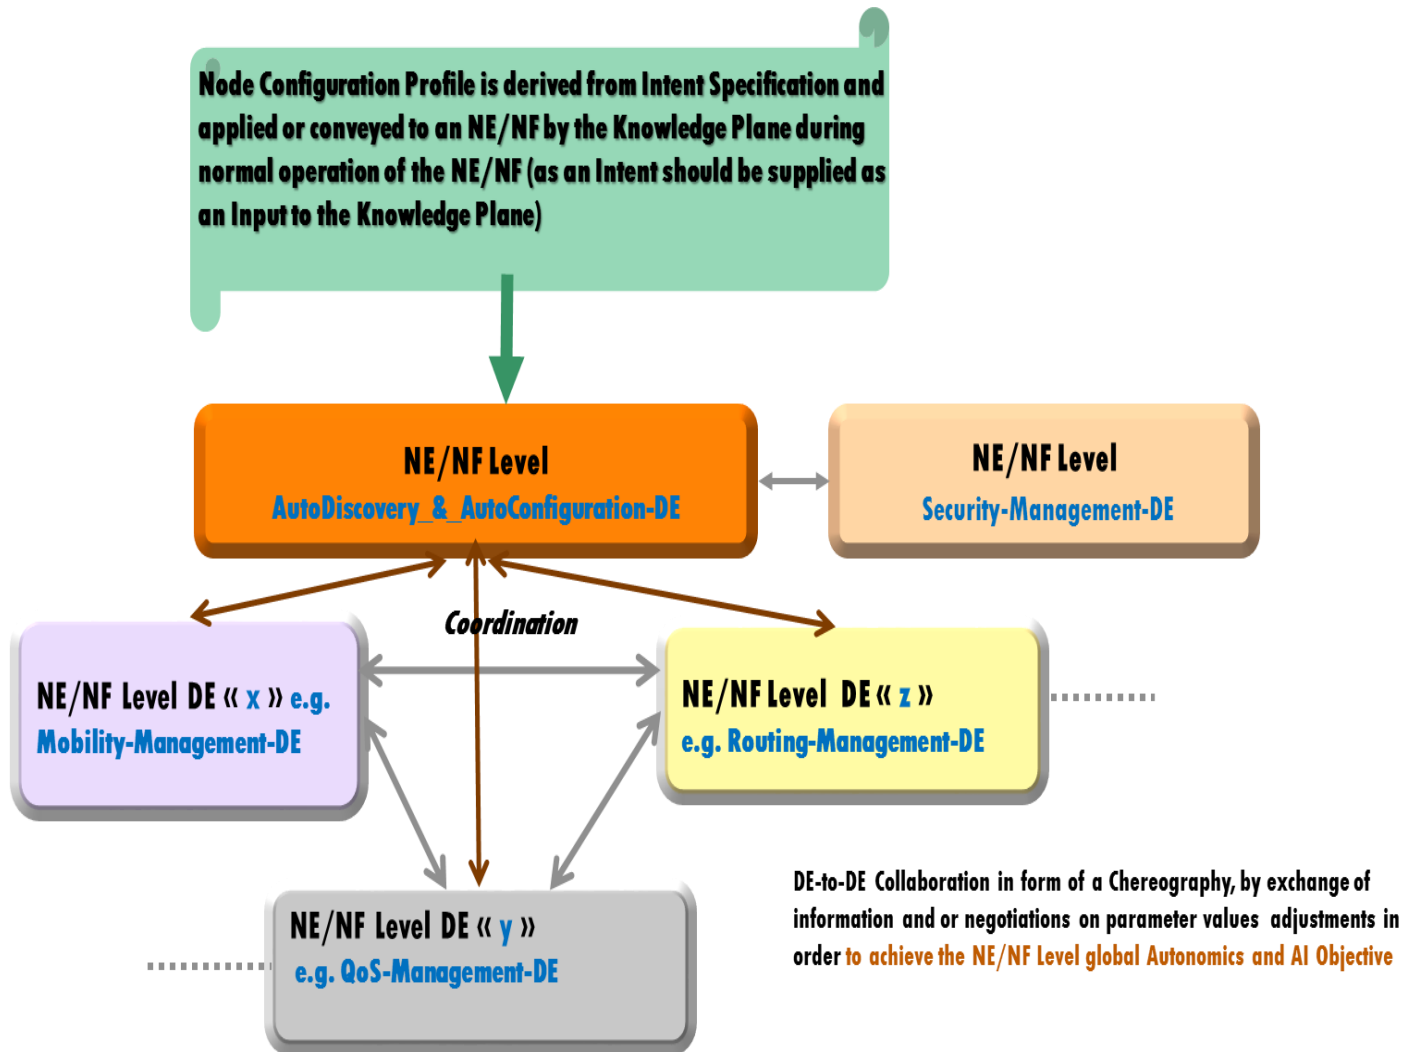 Node Configuration Profile is derived from Intent Specification and
applied or conveyed to an NE/NF by the Knowledge Plane during
normal operation of the NE/NF (as an Intent should be supplied as
an Input to the Knowledge Plane)
NE/NF Level
AutoDiscovery_&_AutoConfiguration-DE
NE/NF Level
Security-Management-DE
Coordination
NE/NF Level DE « x » e.g.
Mobility-Management-DE
NE/NF Level DE « z »
e.g. Routing-Management-DE
NE/NF Level DE « y »
e.g. QoS-Management-DE
DE-to-DE Collaboration in form of a Chereography, by exchange of
information and or negotiations on parameter values adjustments in
order to achieve the NE/NF Level global Autonomics and AI Objective